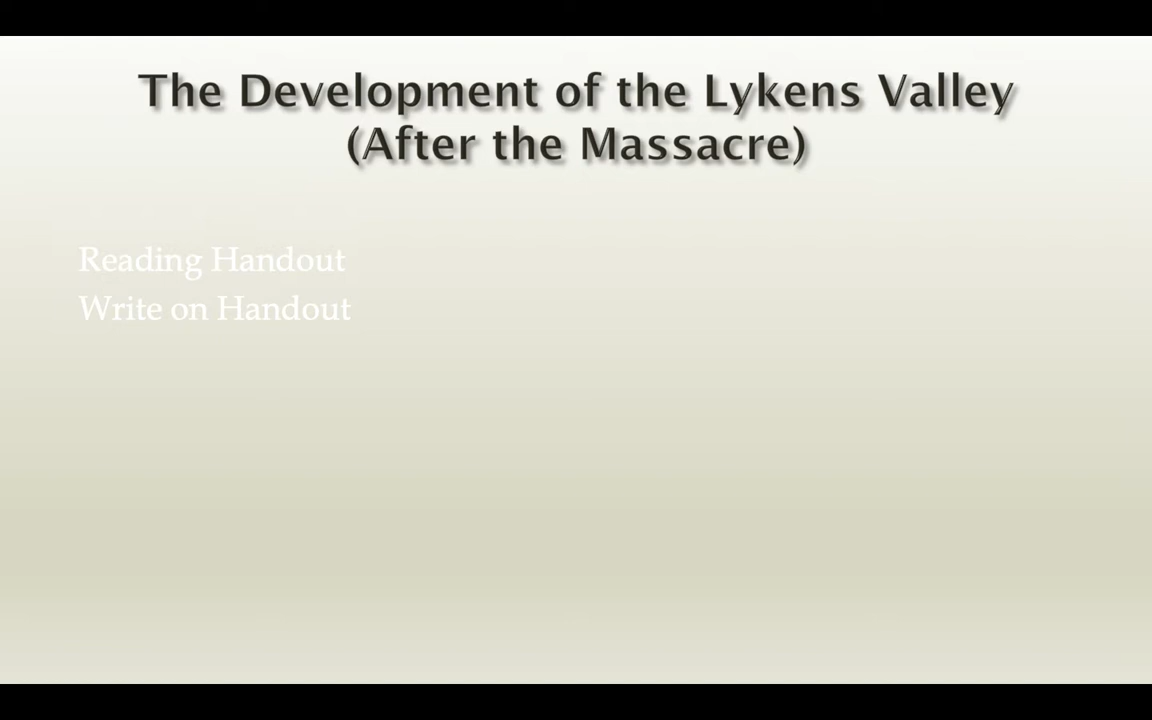 The Development of the Lykens Valley
(After the Massacre)
Reading Handout
Write on Handout